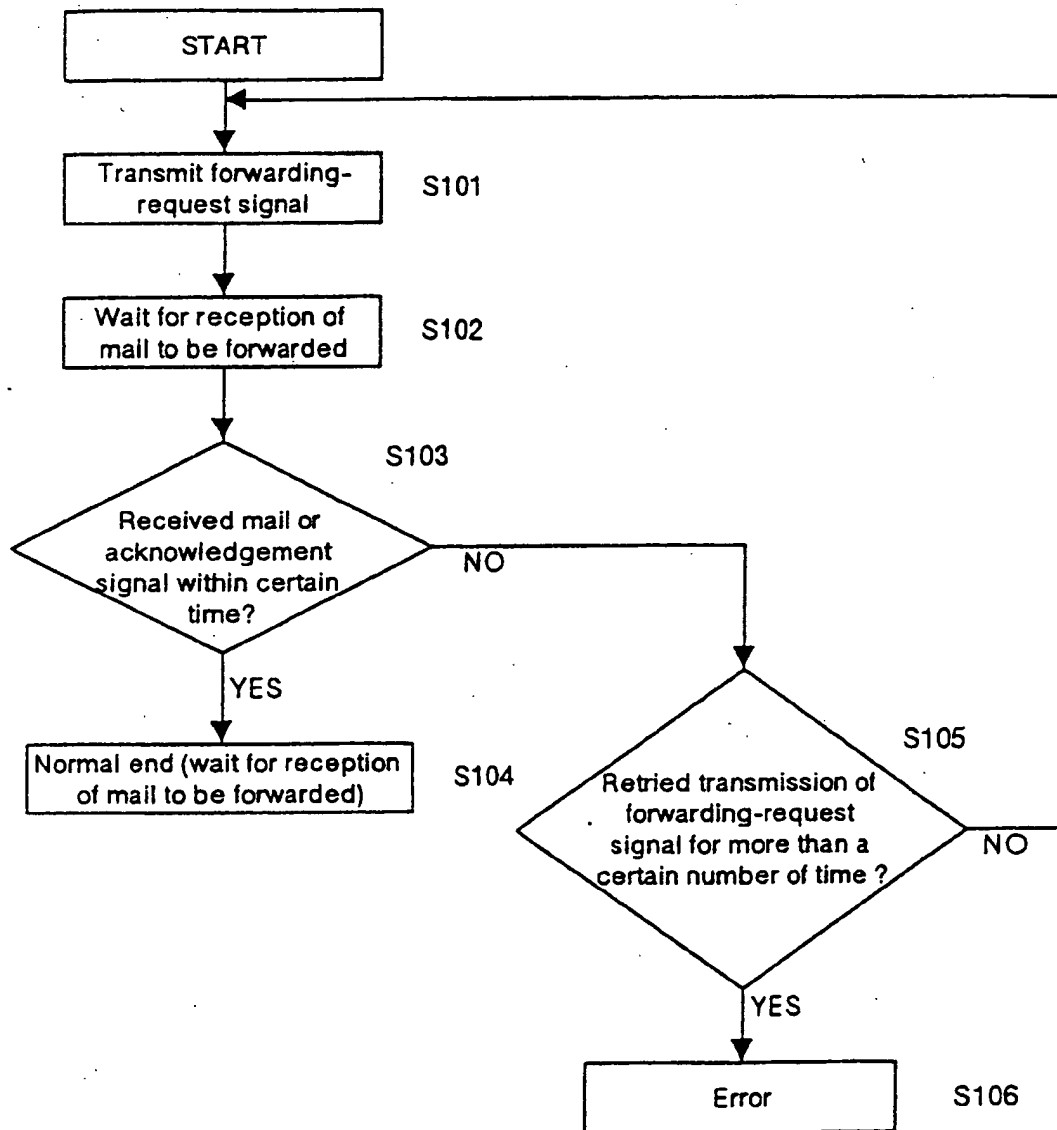 START
Transmit forwarding-
request signal
S101
Wait for reception of
mail to be forwarded
S102
S103
Received mail or
acknowledgement
signal within certain
time?
NO
YES
Normal end (wait for reception
of mail to be forwarded)
S104
S105
Retried transmission of
forwarding-request
signal for more than a
certain number of time ?
NO
YES
Error
S106